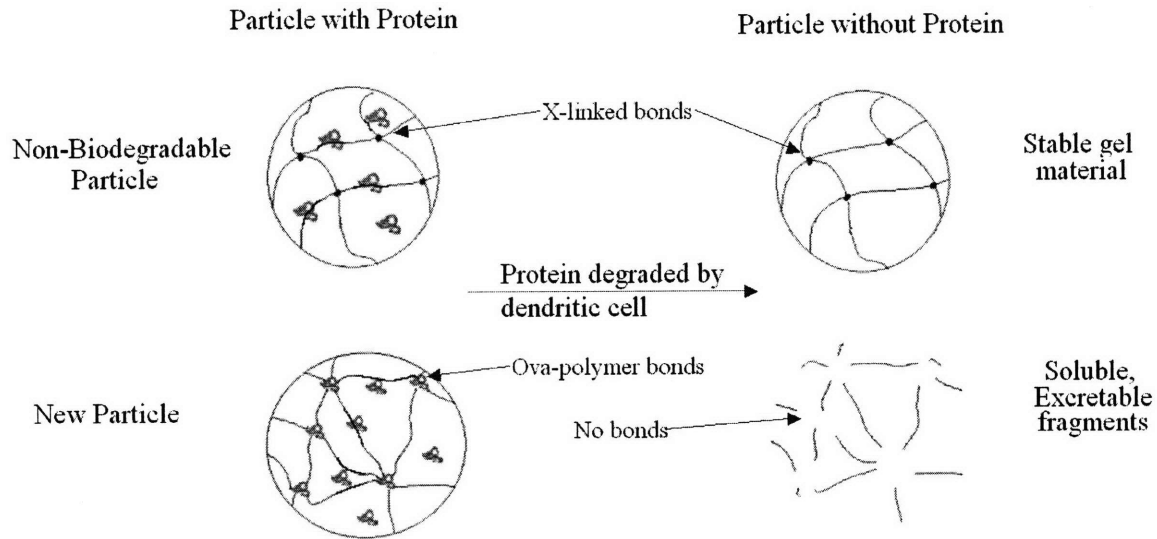 Particle with Protein
Particle without Protein
Non-Biodegradable
Particle
X-linked bonds
Stable gel
material
Protein degraded by
dendritic cell
New Particle
Ova-polymer bonds
No bonds
Soluble,
Excretable
fragments